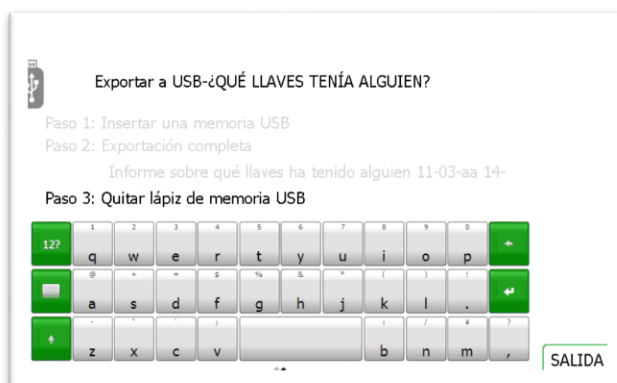 Exportar a USB-¿QUÉ LLAVES TENÍA ALGUIEN?
Paso 1: Insertar una memoria USB
Paso 2: Exportación completa
Informe sobre qué llaves ha tenido alguien 11-03-aa 14-
Paso 3: Quitar lápiz de memoria USB
1 2 3 4 5 6 7 8 9 0
12? q w e r t y u i o p
@ + = $ % & * ( ) !
a s d f g h j k l .
z x c v b n m ,
SALIDA